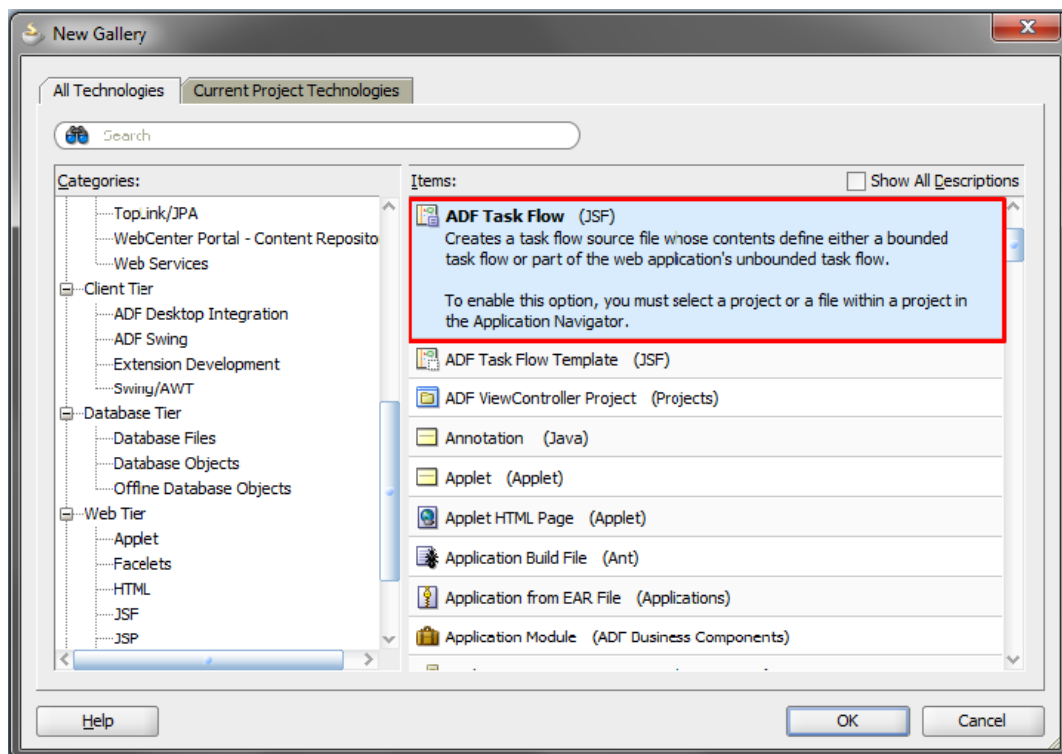 New Gallery
All Technologies
Current Project Technologies
Search
Categories:
TopLink/JPA
WebCenter Portal - Content Reposito
Web Services
Client Tier
ADF Desktop Integration
ADF Swing
Extension Development
Swing/AWT
Database Tier
Database Files
Database Objects
Offline Database Objects
Web Tier
Applet
Facelets
HTML
JSF
JSP
Items:
Show All Descriptions
ADF Task Flow (JSF)
Creates a task flow source file whose contents define either a bounded
task flow or part of the web application's unbounded task flow.
To enable this option, you must select a project or a file within a project in
the Application Navigator.
ADF Task Flow Template (JSF)
ADF ViewController Project (Projects)
Annotation (Java)
Applet (Applet)
Applet HTML Page (Applet)
Application Build File (Ant)
Application from EAR File (Applications)
Application Module (ADF Business Components)
Help
OK
Cancel